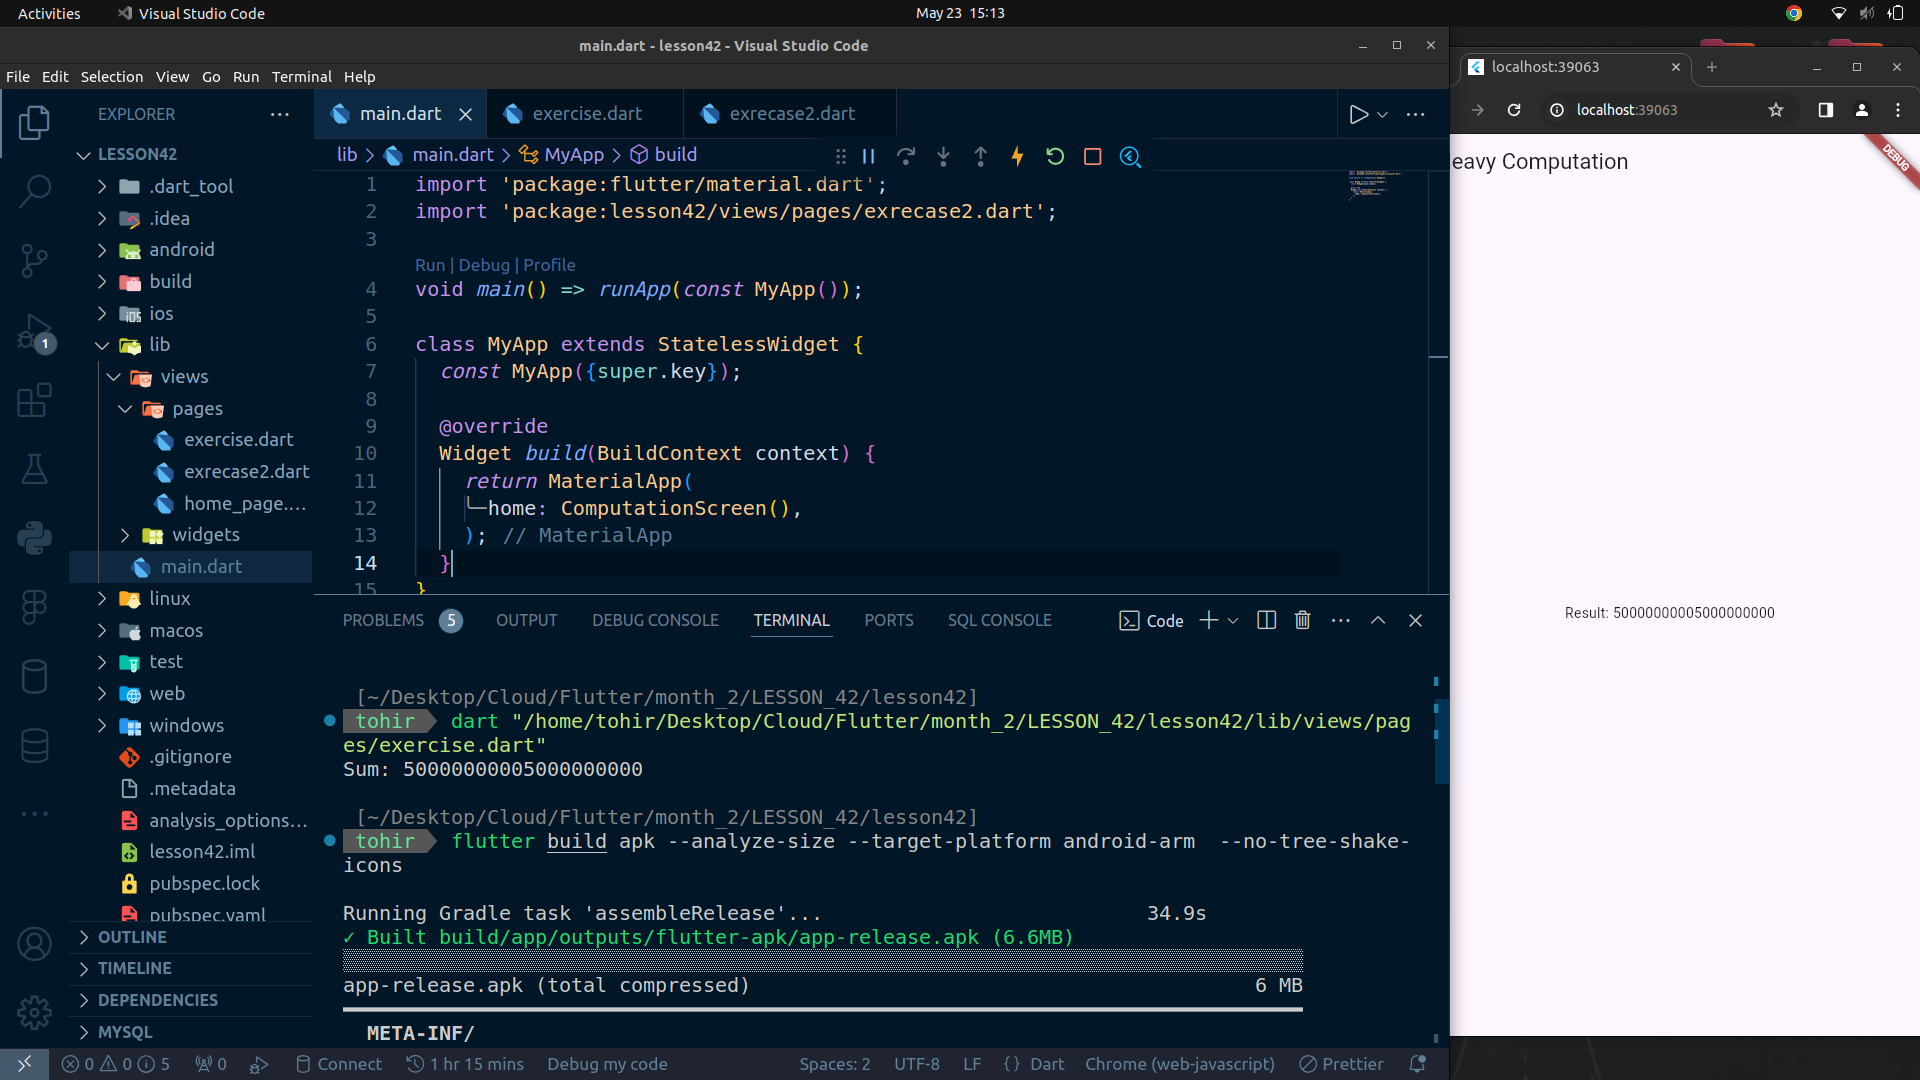 Activities
Visual Studio Code
May 23 15:13
main.dart - lesson42 - Visual Studio Code
File Edit Selection View Go Run Terminal Help
EXPLORER
LESSON42
.dart_tool
.idea
android
build
ios
lib
views
pages
exercise.dart
exrecase2.dart
home_page....
widgets
main.dart
linux
macos
test
web
windows
.gitignore
.metadata
analysis_options...
lesson42.iml
pubspec.lock
pubspec.yaml
OUTLINE
TIMELINE
DEPENDENCIES
MYSQL
1
main.dart
exercise.dart
exrecase2.dart
lib > main.dart > MyApp > build
1 import 'package:flutter/material.dart';
2 import 'package:lesson42/views/pages/exrecase2.dart';
3
Run | Debug | Profile
4 void main() => runApp(const MyApp());
5
6 class MyApp extends StatelessWidget {
7 const MyApp({super.key});
8
9 @override
10 Widget build(BuildContext context) {
11 return MaterialApp(
12 home: ComputationScreen(),
13 ); // MaterialApp
14 }
15 }
PROBLEMS 5 OUTPUT DEBUG CONSOLE TERMINAL PORTS SQL CONSOLE
Code
[~/Desktop/Cloud/Flutter/month_2/LESSON_42/lesson42]
tohir dart "/home/tohir/Desktop/Cloud/Flutter/month_2/LESSON_42/lesson42/lib/views/pag
es/exercise.dart"
Sum: 50000000005000000000
[~/Desktop/Cloud/Flutter/month_2/LESSON_42/lesson42]
tohir flutter build apk --analyze-size --target-platform android-arm --no-tree-shake-
icons
Running Gradle task 'assembleRelease'... 34.9s
✓ Built build/app/outputs/flutter-apk/app-release.apk (6.6MB)
app-release.apk (total compressed) 6 MB
META-INF/
0 0 5 0 Connect 1 hr 15 mins Debug my code
Spaces: 2 UTF-8 LF {} Dart Chrome (web-javascript) Prettier
localhost:39063
localhost:39063
eavy Computation
DEBUG
Result: 50000000005000000000